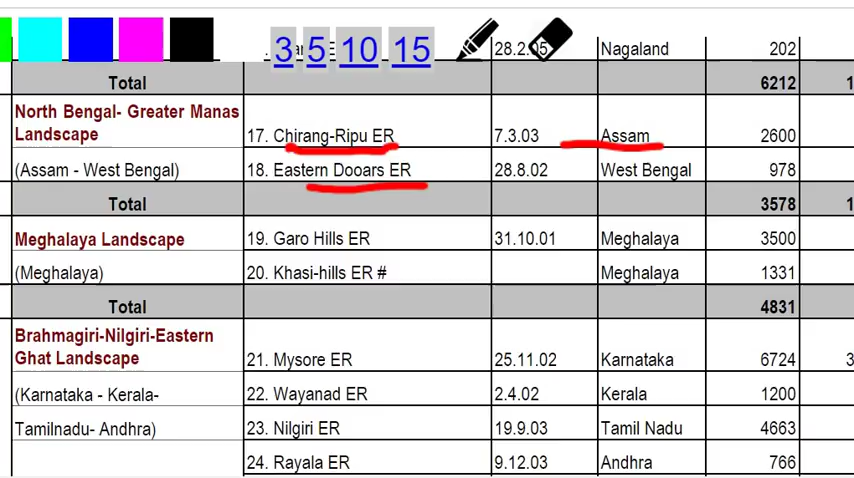 3 5 10 15
28.2.05 Nagaland 202
Total 6212 1
North Bengal- Greater Manas
Landscape 17. Chirang-Ripu ER 7.3.03 Assam 2600
(Assam - West Bengal) 18. Eastern Dooars ER 28.8.02 West Bengal 978
Total 3578 1
Meghalaya Landscape 19. Garo Hills ER 31.10.01 Meghalaya 3500
(Meghalaya) 20. Khasi-hills ER # Meghalaya 1331
Total 4831
Brahmagiri-Nilgiri-Eastern
Ghat Landscape 21. Mysore ER 25.11.02 Karnataka 6724 3
(Karnataka - Kerala- 22. Wayanad ER 2.4.02 Kerala 1200
Tamilnadu- Andhra) 23. Nilgiri ER 19.9.03 Tamil Nadu 4663
24. Rayala ER 9.12.03 Andhra 766